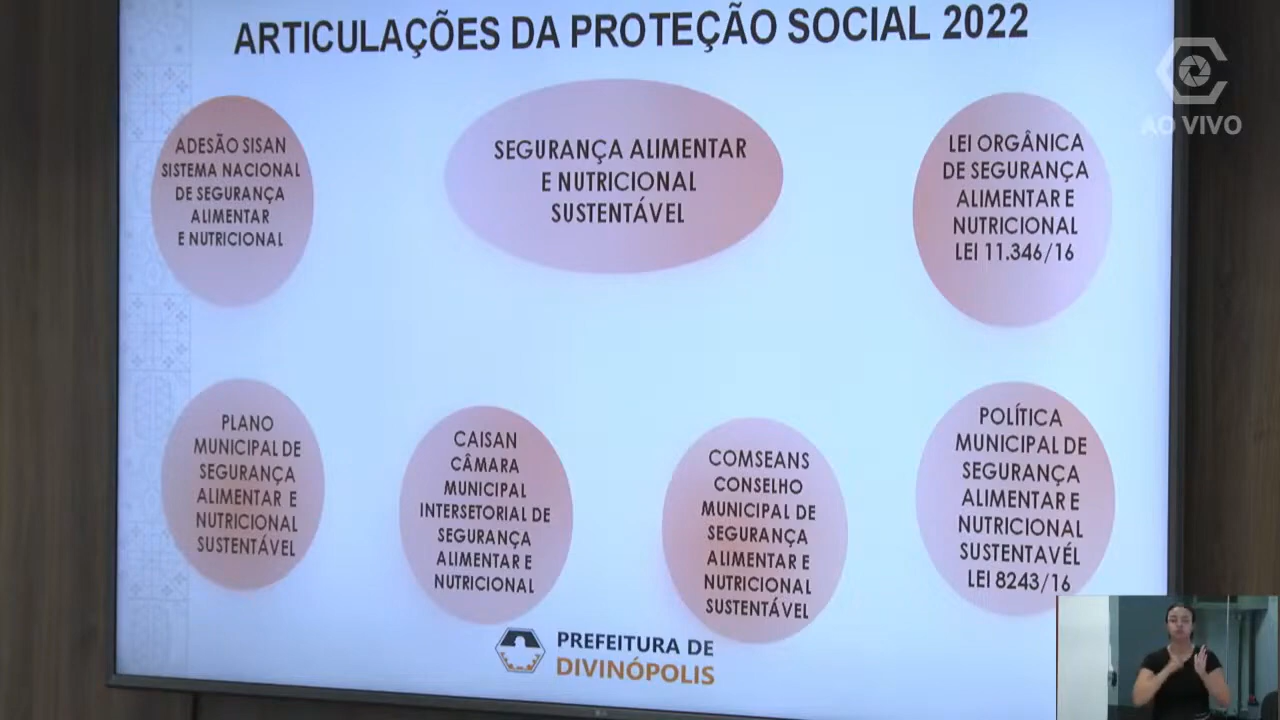 ARTICULAÇÕES DA PROTEÇÃO SOCIAL 2022
AO VIVO
ADESÃO SISAN
SISTEMA NACIONAL
DE SEGURANÇA
ALIMENTAR
E NUTRICIONAL
SEGURANÇA ALIMENTAR
E NUTRICIONAL
SUSTENTÁVEL
LEI ORGÂNICA
DE SEGURANÇA
ALIMENTAR E
NUTRICIONAL
LEI 11.346/16
PLANO
MUNICIPAL DE
SEGURANÇA
ALIMENTAR E
NUTRICIONAL
SUSTENTÁVEL
CAISAN
CÂMARA
MUNICIPAL
INTERSETORIAL DE
SEGURANÇA
ALIMENTAR E
NUTRICIONAL
COMSEANS
CONSELHO
MUNICIPAL DE
SEGURANÇA
ALIMENTAR E
NUTRICIONAL
SUSTENTÁVEL
POLÍTICA
MUNICIPAL DE
SEGURANÇA
ALIMENTAR E
NUTRICIONAL
SUSTENTAVÉL
LEI 8243/16
PREFEITURA DE
DIVINÓPOLIS